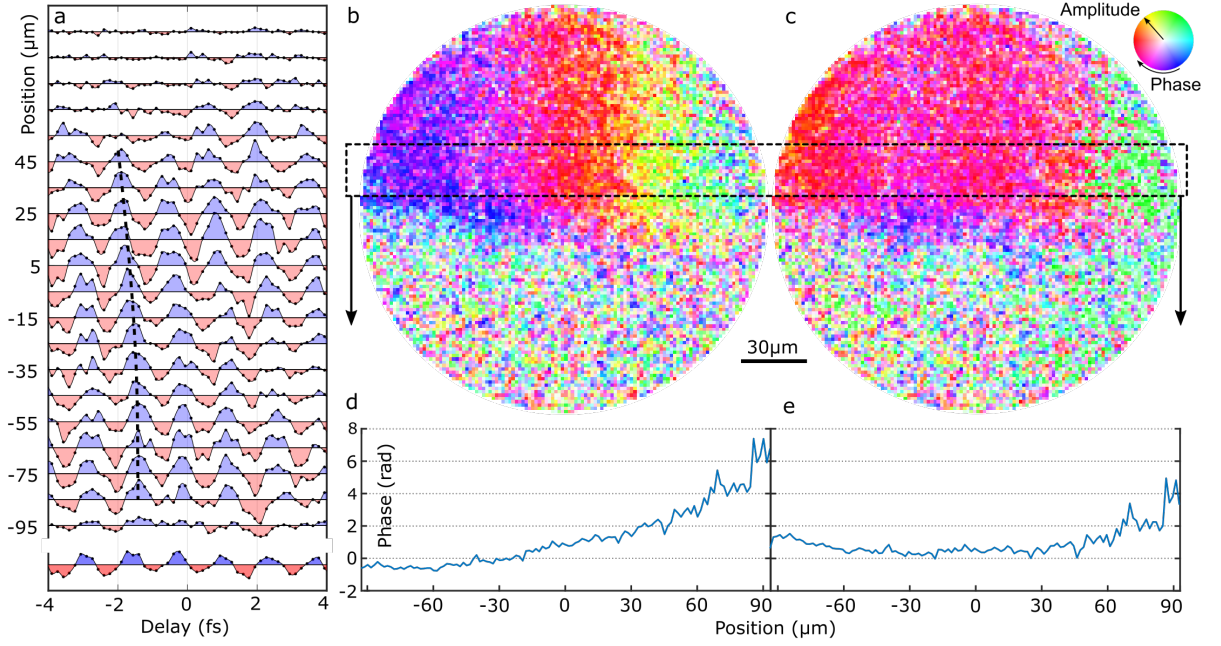 a
b
c
Amplitude
Phase
Position (µm)
45
25
5
-15
-35
-55
-75
-95
-4
-2
0
2
4
Delay (fs)
30µm
d
e
Phase (rad)
8
6
4
2
0
-2
-60
-30
0
30
60
90
-60
-30
0
30
60
90
Position (µm)